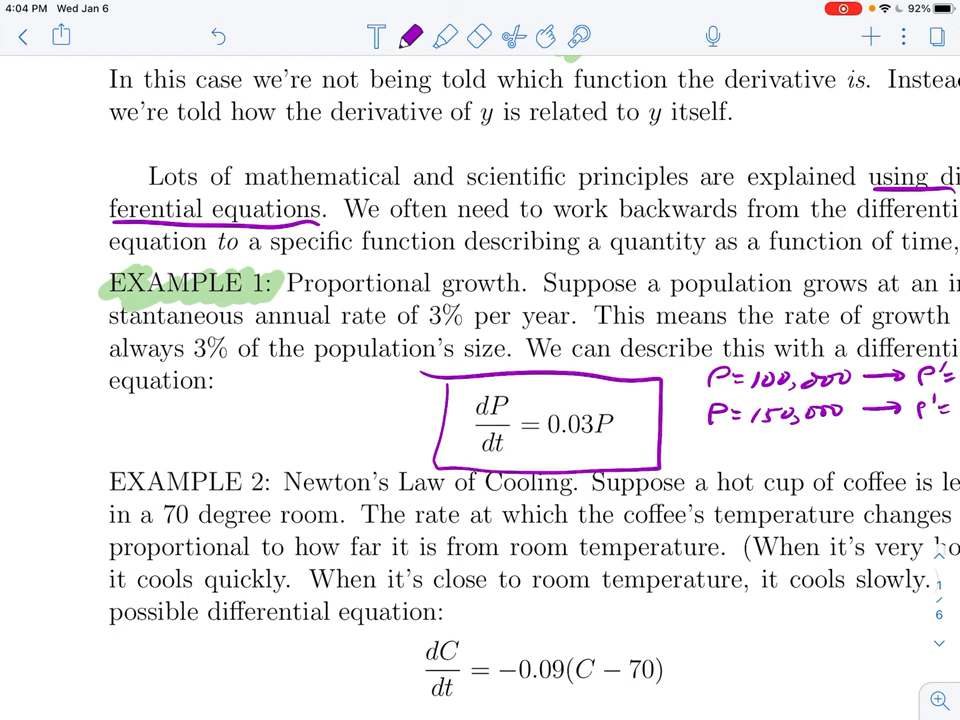 4:04 PM Wed Jan 6
92%
T
In this case we're not being told which function the derivative is. Instea
we're told how the derivative of y is related to y itself.
Lots of mathematical and scientific principles are explained using di
ferential equations. We often need to work backwards from the differenti
equation to a specific function describing a quantity as a function of time,
EXAMPLE 1: Proportional growth. Suppose a population grows at an in
stantaneous annual rate of 3% per year. This means the rate of growth
always 3% of the population's size. We can describe this with a differenti
equation:
P = 100,000 → P' =
P = 150,000 → P' =
dP/dt = 0.03P
EXAMPLE 2: Newton's Law of Cooling. Suppose a hot cup of coffee is le
in a 70 degree room. The rate at which the coffee's temperature changes
proportional to how far it is from room temperature. (When it's very ho
it cools quickly. When it's close to room temperature, it cools slowly.
possible differential equation:
dC/dt = −0.09(C − 70)
1 / 6